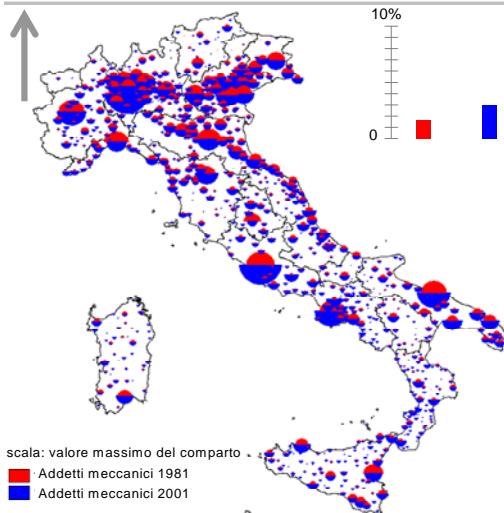 10%
0
scala: valore massimo del comparto
Addetti meccanici 1981
Addetti meccanici 2001